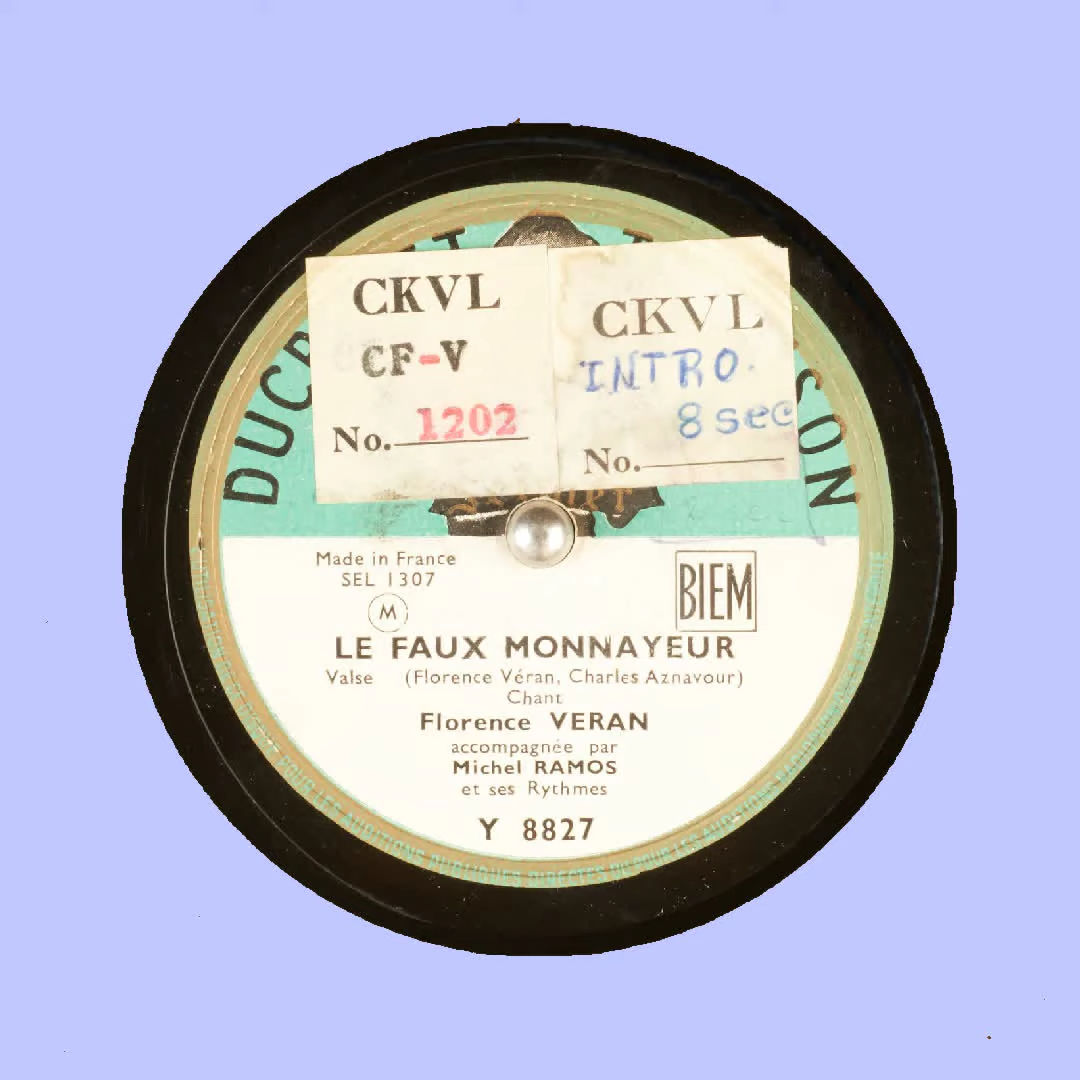 CKVL
CF-V
No. 1202
CKVL
INTRO.
8 sec
No.
Made in France
SEL 1307
M
BIEM
LE FAUX MONNAYEUR
Valse (Florence Véran, Charles Aznavour)
Chant
Florence VERAN
accompagnée par
Michel RAMOS
et ses Rythmes
Y 8827